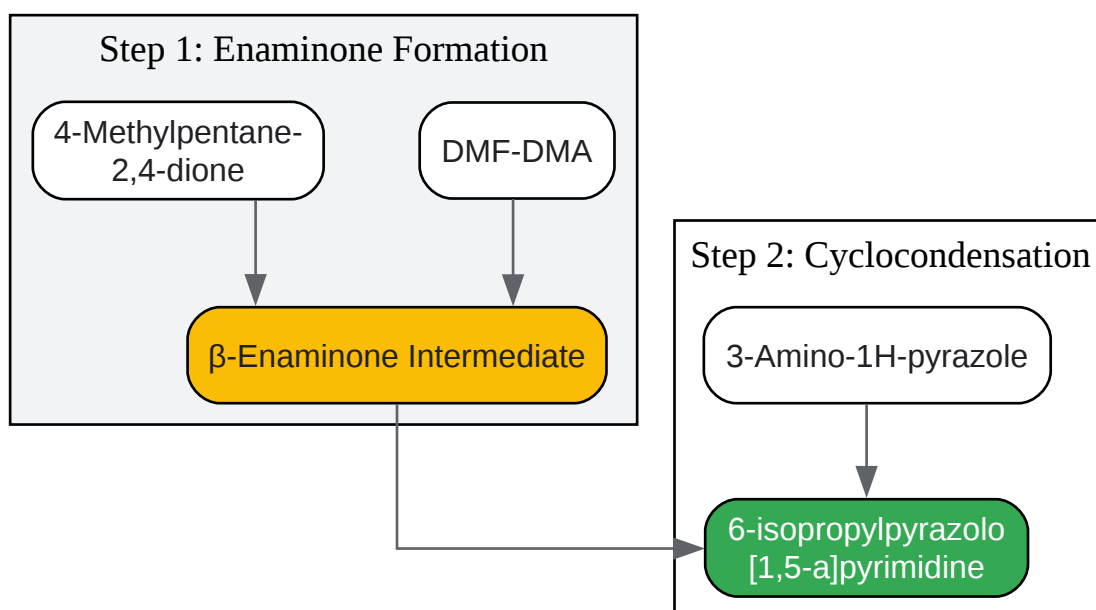 Step 1: Enaminone Formation
4-Methylpentane-
2,4-dione
DMF-DMA
β-Enaminone Intermediate
Step 2: Cyclocondensation
3-Amino-1H-pyrazole
6-isopropylpyrazolo
[1,5-a]pyrimidine